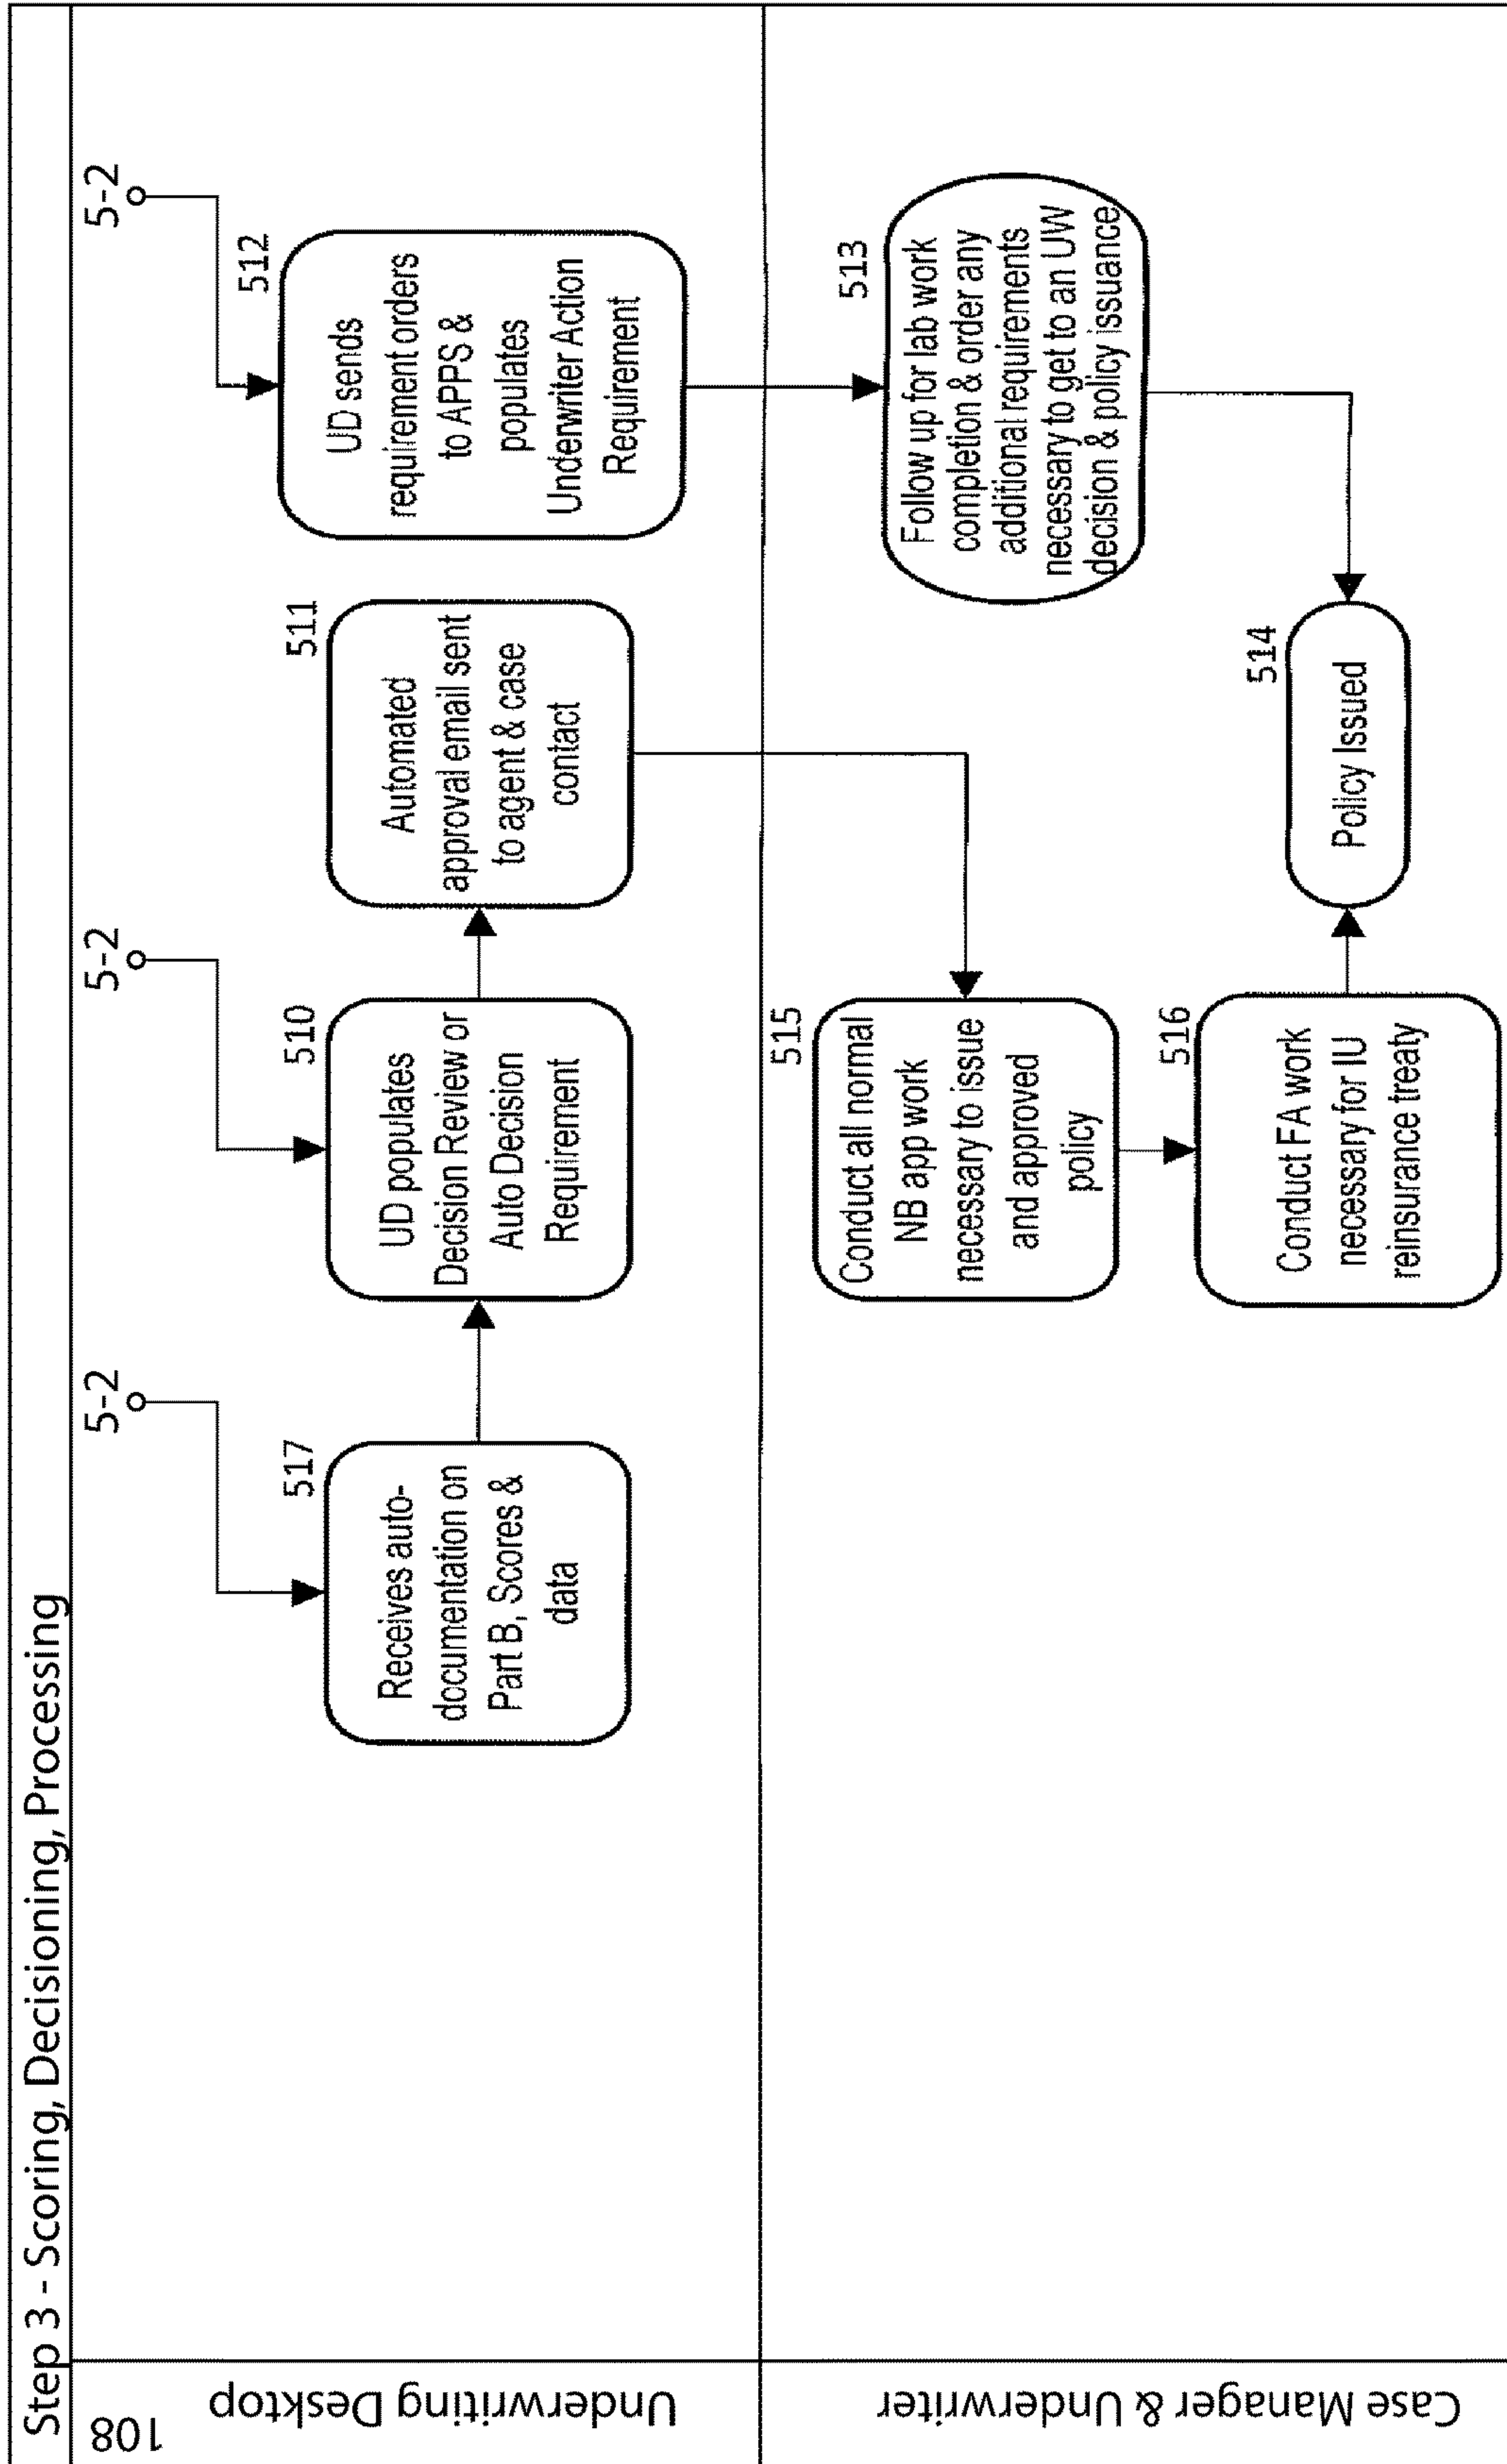 Step 3 - Scoring, Decisioning, Processing
108
Underwriting Desktop
5-2
5-2
5-2
517
Receives auto-
documentation on
Part B, Scores &
data
510
UD populates
Decision Review or
Auto Decision
Requirement
511
Automated
approval email sent
to agent & case
contact
512
UD sends
requirement orders
to APPS &
populates
Underwriter Action
Requirement
Case Manager & Underwriter
515
Conduct all normal
NB app work
necessary to issue
and approved
policy
513
Follow up for lab work
completion & order any
additional requirements
necessary to get to an UW
decision & policy issuance
516
Conduct FA work
necessary for IU
reinsurance treaty
514
Policy Issued